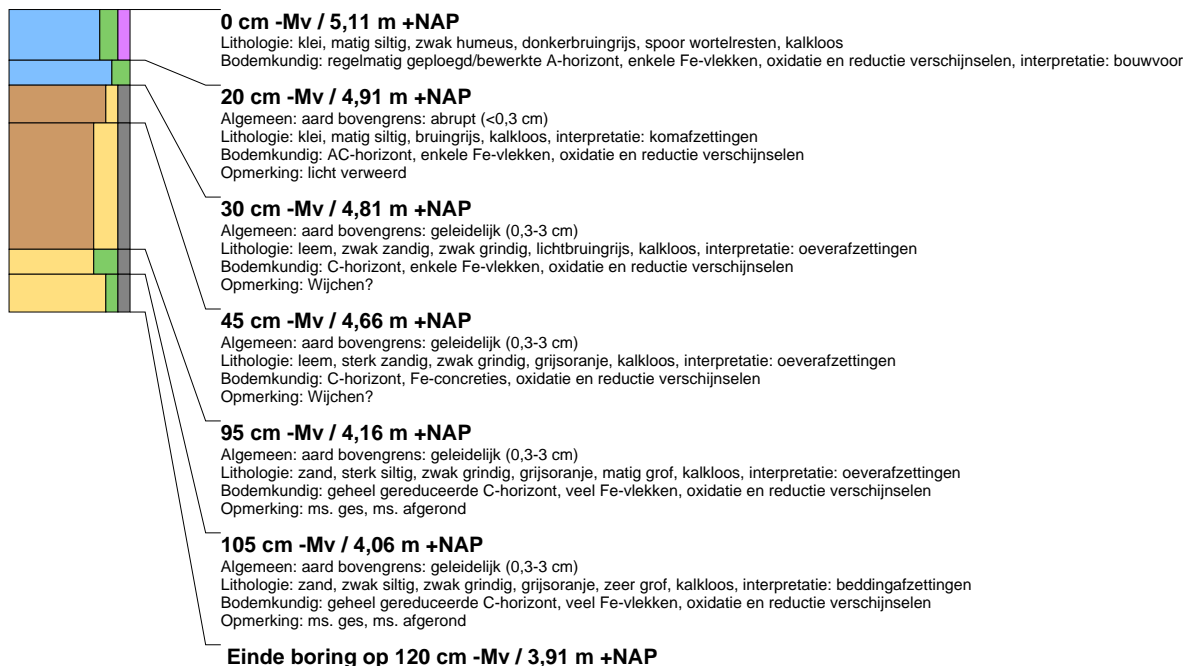 0 cm -Mv / 5,11 m +NAP
Lithologie: klei, matig siltig, zwak humeus, donkerbruingrijs, spoor wortelresten, kalkloos
Bodemkundig: regelmatig geploegd/bewerkte A-horizont, enkele Fe-vlekken, oxidatie en reductie verschijnselen, interpretatie: bouwvoor
20 cm -Mv / 4,91 m +NAP
Algemeen: aard bovengrens: abrupt (<0,3 cm)
Lithologie: klei, matig siltig, bruingrijs, kalkloos, interpretatie: komafzettingen
Bodemkundig: AC-horizont, enkele Fe-vlekken, oxidatie en reductie verschijnselen
Opmerking: licht verweerd
30 cm -Mv / 4,81 m +NAP
Algemeen: aard bovengrens: geleidelijk (0,3-3 cm)
Lithologie: leem, zwak zandig, zwak grindig, lichtbruingrijs, kalkloos, interpretatie: oeverafzettingen
Bodemkundig: C-horizont, enkele Fe-vlekken, oxidatie en reductie verschijnselen
Opmerking: Wijchen?
45 cm -Mv / 4,66 m +NAP
Algemeen: aard bovengrens: geleidelijk (0,3-3 cm)
Lithologie: leem, sterk zandig, zwak grindig, grijsoranje, kalkloos, interpretatie: oeverafzettingen
Bodemkundig: C-horizont, Fe-concreties, oxidatie en reductie verschijnselen
Opmerking: Wijchen?
95 cm -Mv / 4,16 m +NAP
Algemeen: aard bovengrens: geleidelijk (0,3-3 cm)
Lithologie: zand, sterk siltig, zwak grindig, grijsoranje, matig grof, kalkloos, interpretatie: oeverafzettingen
Bodemkundig: geheel gereduceerde C-horizont, veel Fe-vlekken, oxidatie en reductie verschijnselen
Opmerking: ms. ges, ms. afgerond
105 cm -Mv / 4,06 m +NAP
Algemeen: aard bovengrens: geleidelijk (0,3-3 cm)
Lithologie: zand, zwak siltig, zwak grindig, grijsoranje, zeer grof, kalkloos, interpretatie: beddingafzettingen
Bodemkundig: geheel gereduceerde C-horizont, veel Fe-vlekken, oxidatie en reductie verschijnselen
Opmerking: ms. ges, ms. afgerond
Einde boring op 120 cm -Mv / 3,91 m +NAP